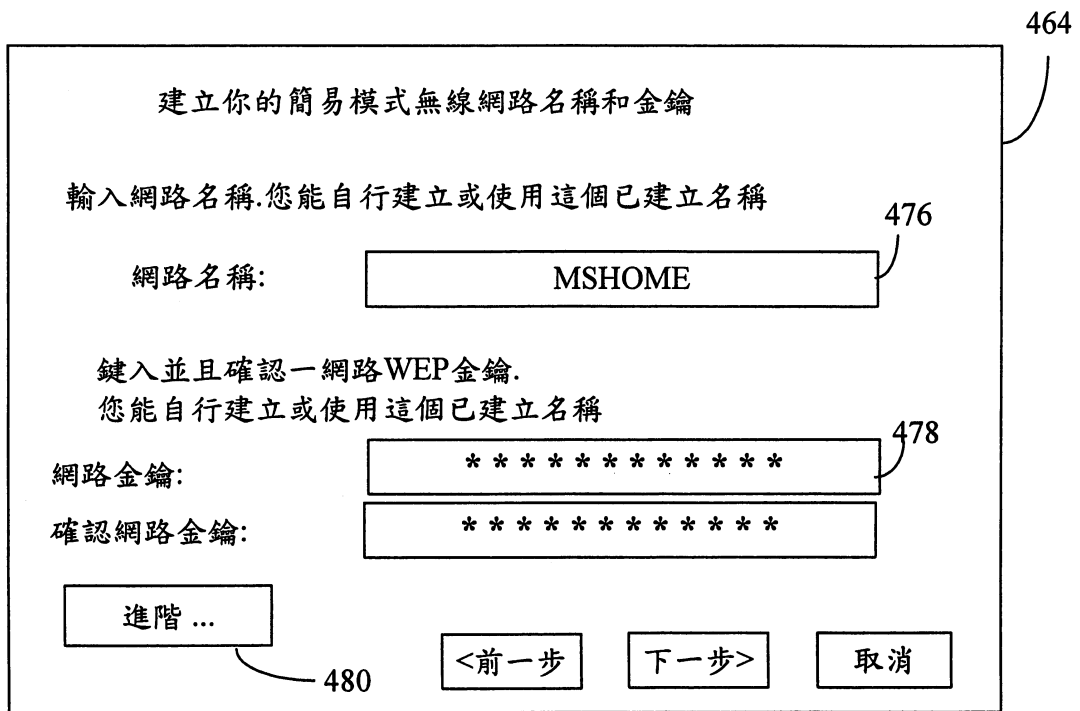 464
建立你的簡易模式無線網路名稱和金鑰
輸入網路名稱.您能自行建立或使用這個已建立名稱
476
網路名稱: MSHOME
鍵入並且確認一網路WEP金鑰.
您能自行建立或使用這個已建立名稱
478
網路金鑰: * * * * * * * * * * * *
確認網路金鑰: * * * * * * * * * * * *
進階 ...
480
<前一步 下一步> 取消